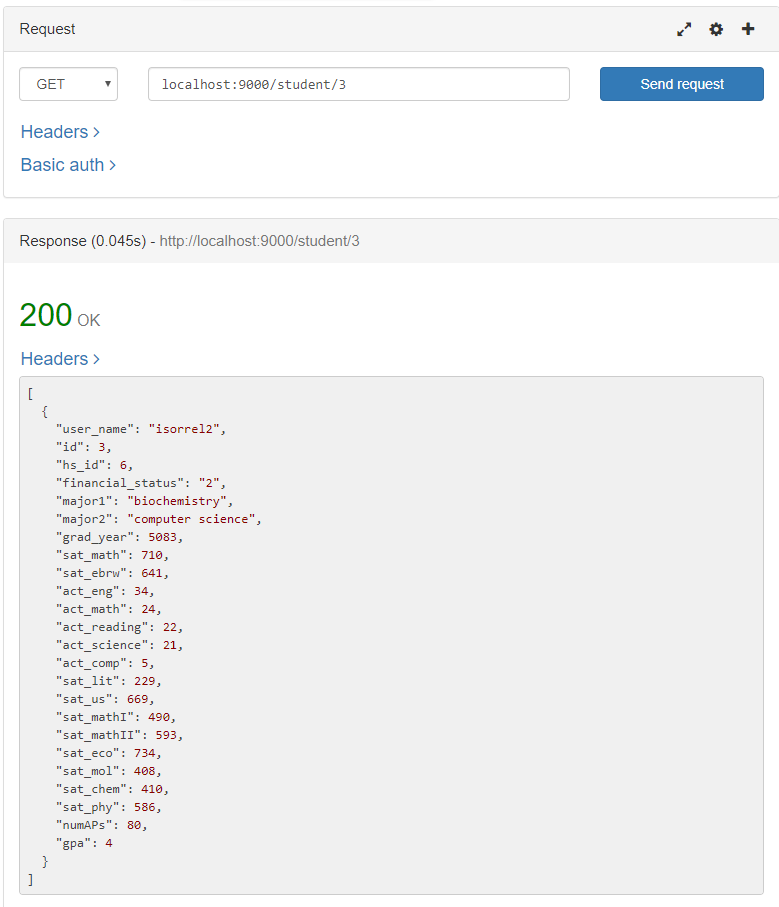 Request
GET localhost:9000/student/3 Send request
Headers
Basic auth
Response (0.045s) - http://localhost:9000/student/3
200 OK
Headers
[
  {
    "user_name": "isorrel2",
    "id": 3,
    "hs_id": 6,
    "financial_status": "2",
    "major1": "biochemistry",
    "major2": "computer science",
    "grad_year": 5083,
    "sat_math": 710,
    "sat_ebrw": 641,
    "act_eng": 34,
    "act_math": 24,
    "act_reading": 22,
    "act_science": 21,
    "act_comp": 5,
    "sat_lit": 229,
    "sat_us": 669,
    "sat_mathI": 490,
    "sat_mathII": 593,
    "sat_eco": 734,
    "sat_mol": 408,
    "sat_chem": 410,
    "sat_phy": 586,
    "numAPs": 80,
    "gpa": 4
  }
]